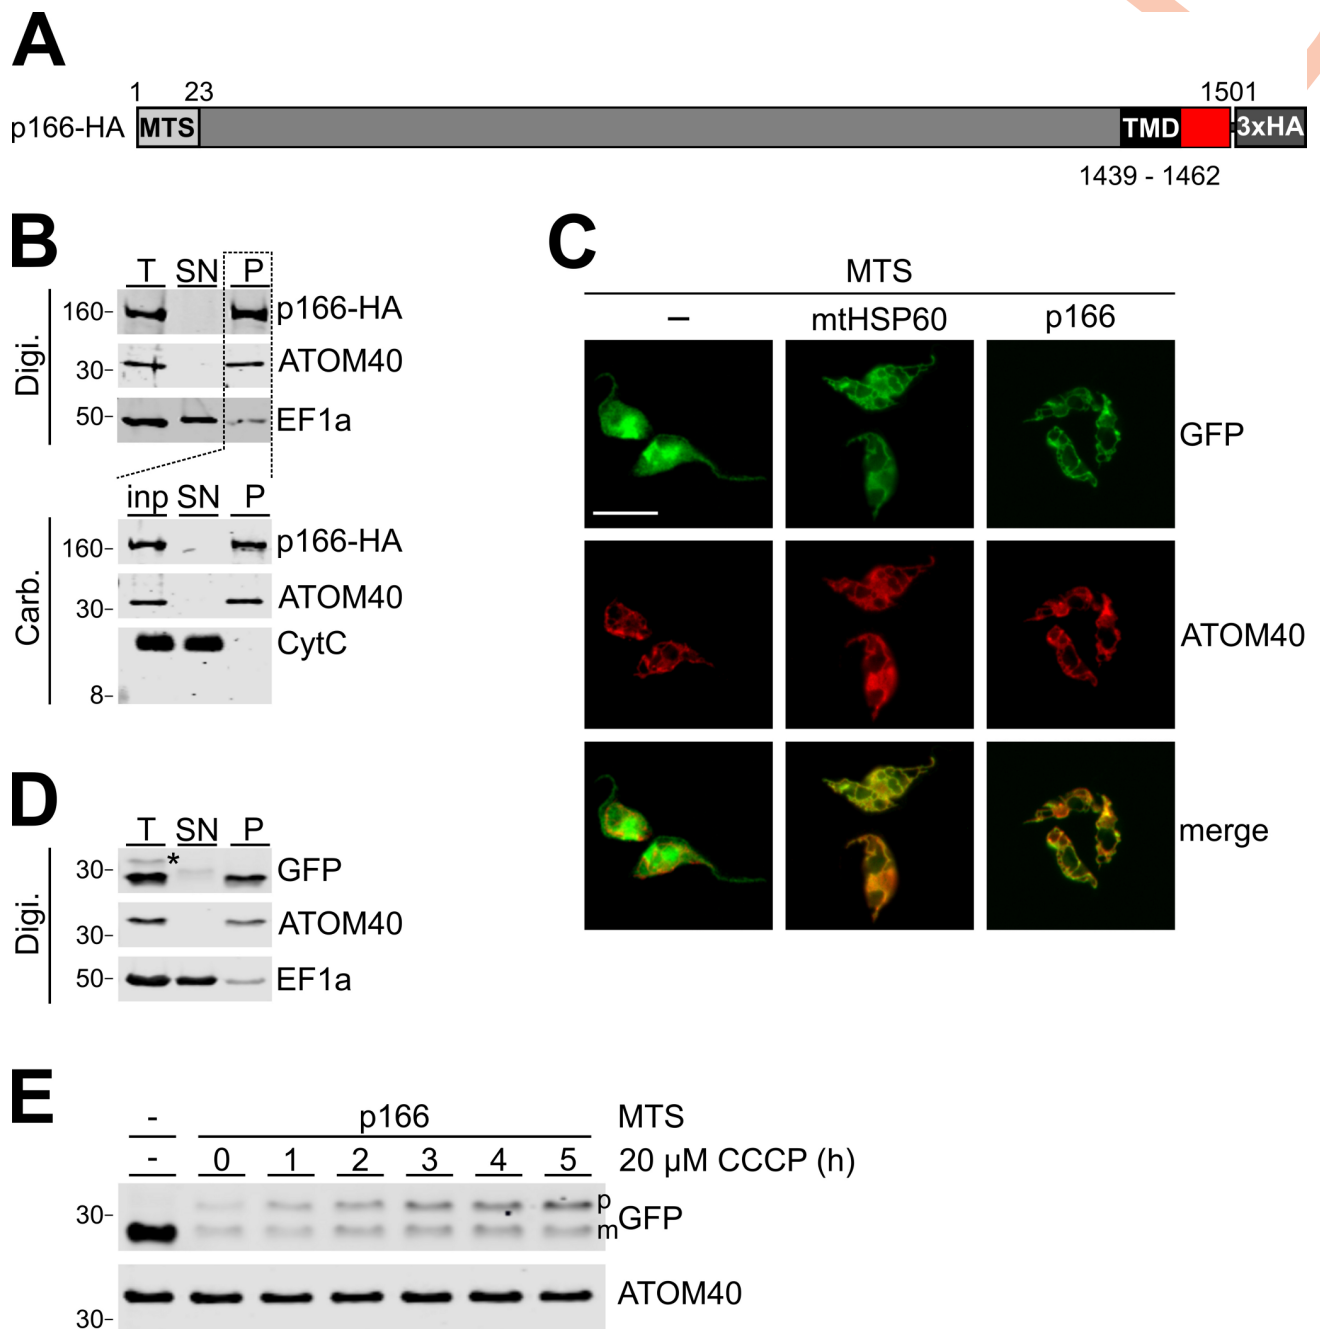 A
1 23 1501
p166-HA MTS TMD 3xHA
1439 - 1462
B
T SN P
Digi.
160- p166-HA
30- ATOM40
50- EF1a
inp SN P
Carb.
160- p166-HA
30- ATOM40
CytC
8-
C
MTS
– mtHSP60 p166
GFP
ATOM40
merge
D
T SN P
Digi.
*
30- GFP
30- ATOM40
50- EF1a
E
- p166 MTS
- 0 1 2 3 4 5 20 µM CCCP (h)
p
30- GFP
m
ATOM40
30-